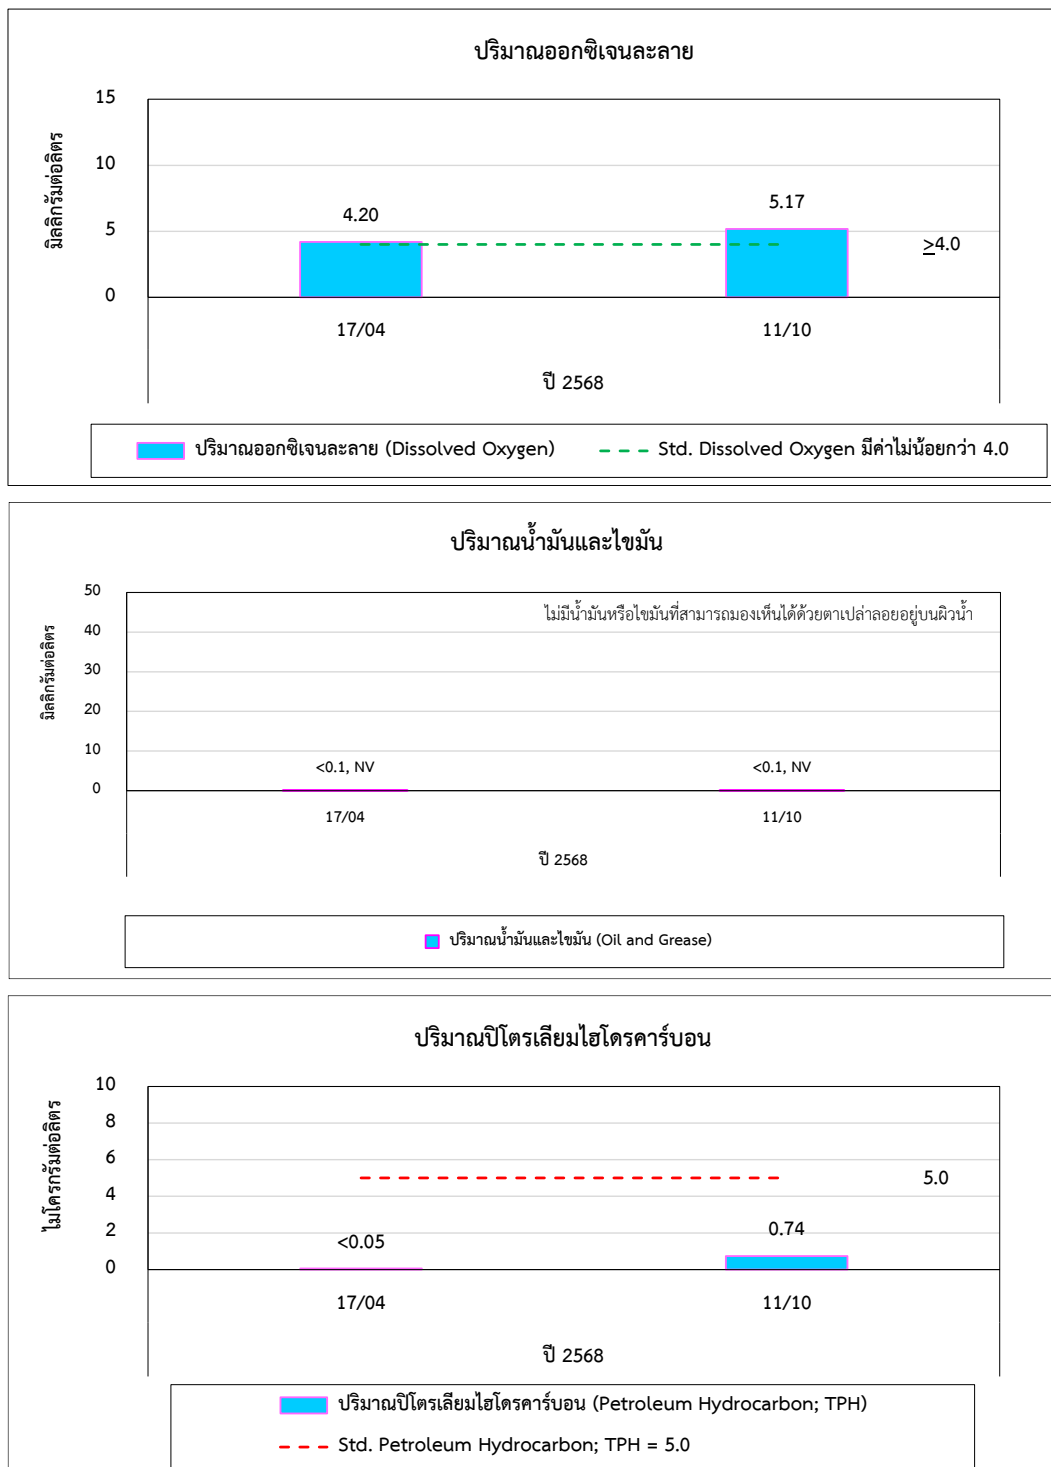 ปริมาณออกซิเจนละลาย
มิลลิกรัมต่อลิตร
15
10
5
0
4.20
5.17
≥4.0
17/04
11/10
ปี 2568
ปริมาณออกซิเจนละลาย (Dissolved Oxygen)
Std. Dissolved Oxygen มีค่าไม่น้อยกว่า 4.0
ปริมาณน้ำมันและไขมัน
มิลลิกรัมต่อลิตร
50
40
30
20
10
0
ไม่มีน้ำมันหรือไขมันที่สามารถมองเห็นได้ด้วยตาเปล่าลอยอยู่บนผิวน้ำ
<0.1, NV
<0.1, NV
17/04
11/10
ปี 2568
ปริมาณน้ำมันและไขมัน (Oil and Grease)
ปริมาณปิโตรเลียมไฮโดรคาร์บอน
ไมโครกรัมต่อลิตร
10
8
6
4
2
0
5.0
<0.05
0.74
17/04
11/10
ปี 2568
ปริมาณปิโตรเลียมไฮโดรคาร์บอน (Petroleum Hydrocarbon; TPH)
Std. Petroleum Hydrocarbon; TPH = 5.0